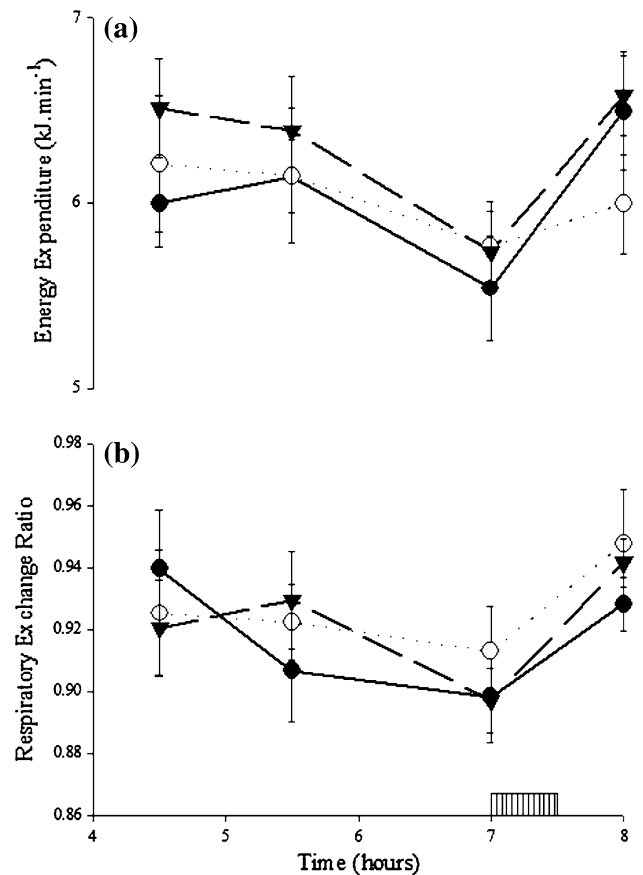 (a)
7
6
5
Energy Expenditure (kJ.min⁻¹)
(b)
0.98
0.96
0.94
0.92
0.90
0.88
0.86
Respiratory Exchange Ratio
4 5 6 7 8
Time (hours)